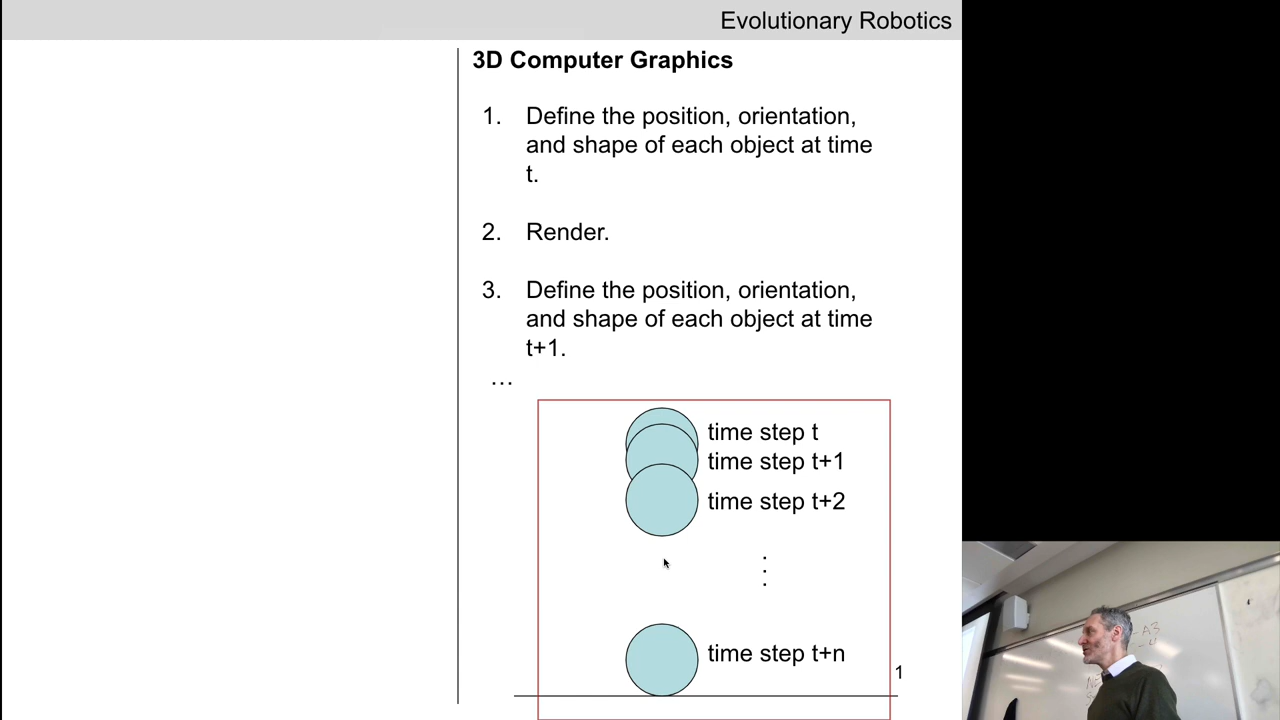 Evolutionary Robotics
3D Computer Graphics
1. Define the position, orientation,
and shape of each object at time
t.
2. Render.
3. Define the position, orientation,
and shape of each object at time
t+1.
…
time step t
time step t+1
time step t+2
⋮
time step t+n
1
A3